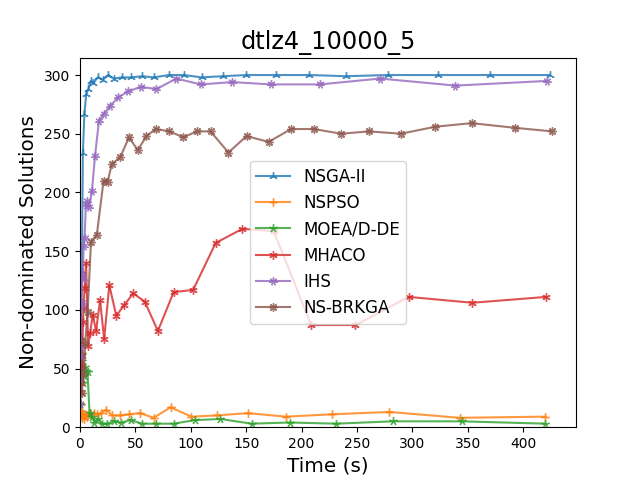 dtlz4_10000_5
Non-dominated Solutions
300
250
200
150
100
50
0
NSGA-II
NSPSO
MOEA/D-DE
MHACO
IHS
NS-BRKGA
0 50 100 150 200 250 300 350 400
Time (s)